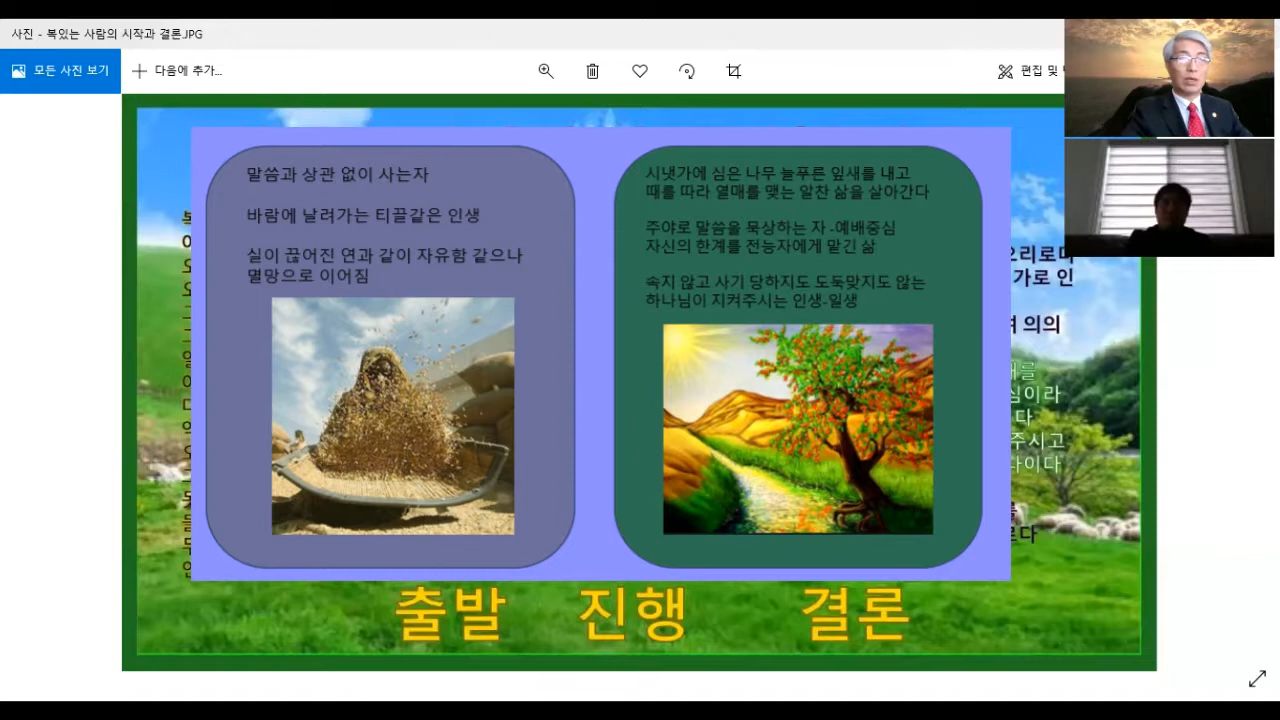 사진 - 복있는 사람의 시작과 결론.JPG
모든 사진 보기
다음에 추가...
편집 및
말씀과 상관 없이 사는자
바람에 날려가는 티끌같은 인생
실이 끊어진 연과 같이 자유함 같으나
멸망으로 이어짐
시냇가에 심은 나무 늘푸른 잎새를 내고
때를 따라 열매를 맺는 알찬 삶을 살아간다
주야로 말씀을 묵상하는 자 -예배중심
자신의 한계를 전능자에게 맡긴 삶
속지 않고 사기 당하지도 도둑맞지도 않는
하나님이 지켜주시는 인생-일생
가로 인
의의
주시고
출발 진행 결론